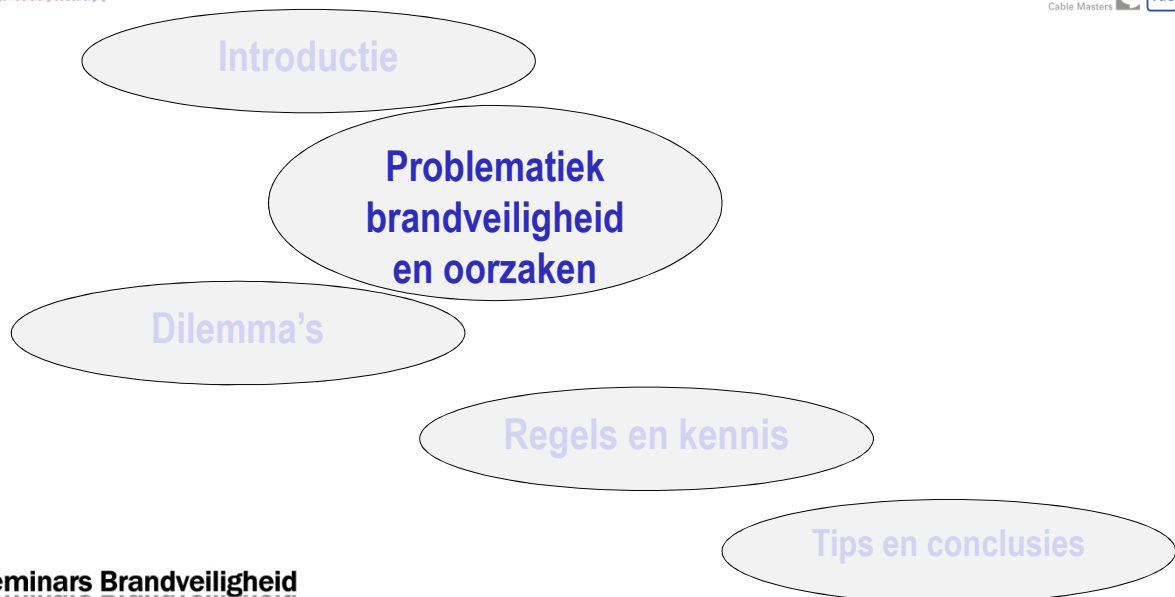 Cable Masters
Introductie
Problematiek
brandveiligheid
en oorzaken
Dilemma's
Regels en kennis
Tips en conclusies
eminars Brandveiligheid